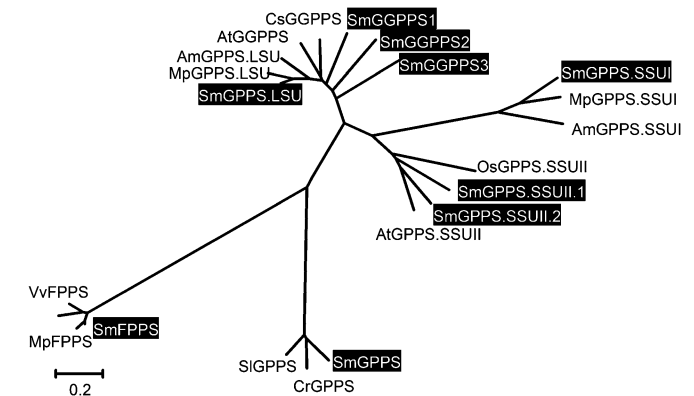 CsGGPPS
SmGGPPS1
AtGGPPS
SmGGPPS2
AmGPPS.LSU
SmGGPPS3
MpGPPS.LSU
SmGPPS.SSUI
SmGPPS.LSU
MpGPPS.SSUI
AmGPPS.SSUI
OsGPPS.SSUII
SmGPPS.SSUII.1
SmGPPS.SSUII.2
AtGPPS.SSUII
VvFPPS
SmFPPS
MpFPPS
SlGPPS
SmGPPS
CrGPPS
0.2